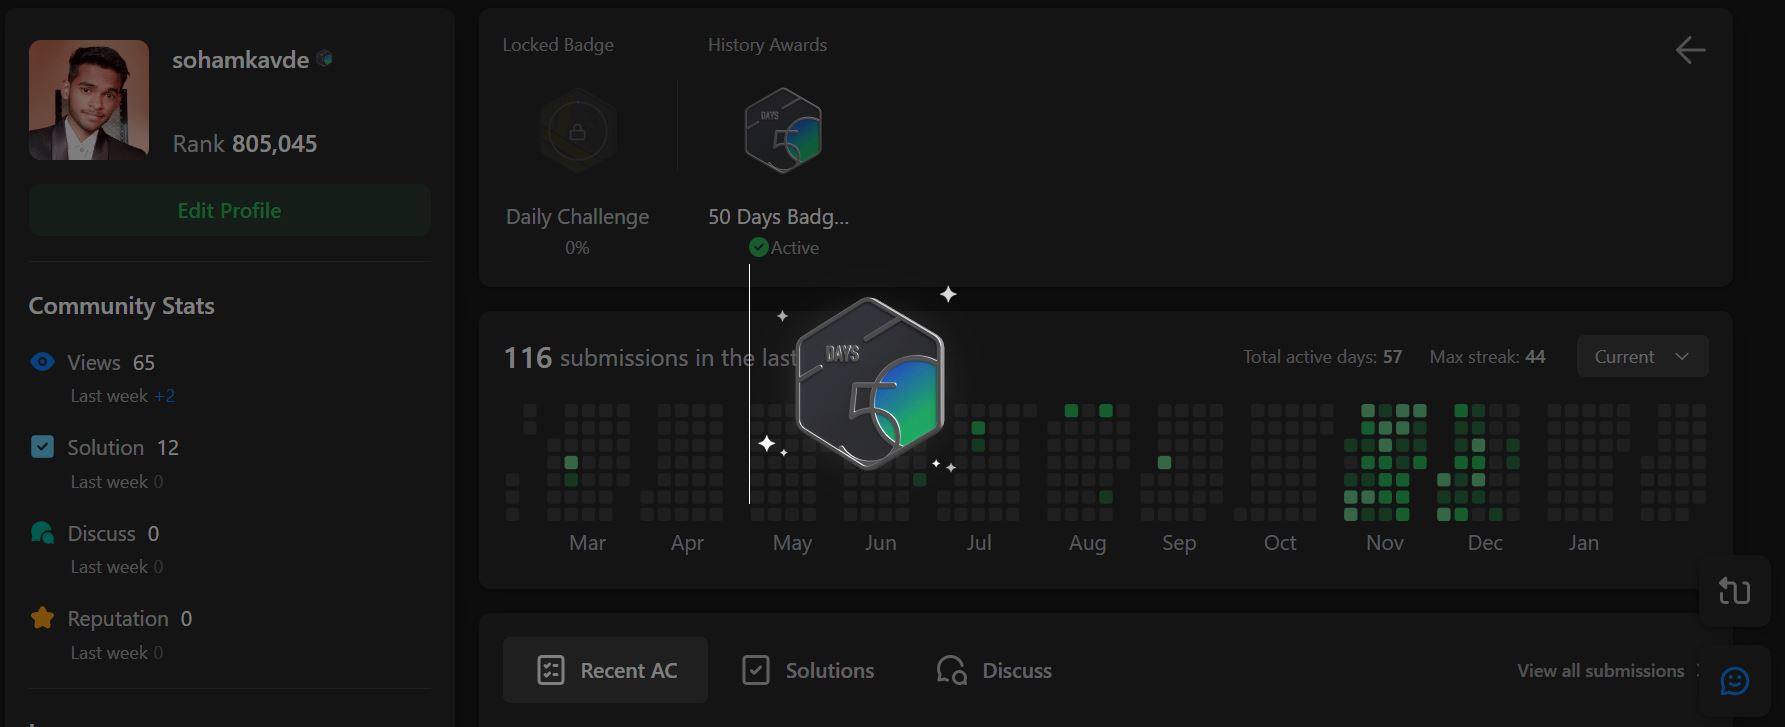 sohamkavde
Rank 805,045
Edit Profile
Community Stats
Views 65
Last week +2
Solution 12
Last week 0
Discuss 0
Last week 0
Reputation 0
Last week 0
Locked Badge
History Awards
DAYS
5
Daily Challenge
0%
50 Days Badg...
Active
116 submissions in the last
DAYS
5
Total active days: 57
Max streak: 44
Current
Mar Apr May Jun Jul Aug Sep Oct Nov Dec Jan
Recent AC
Solutions
Discuss
View all submissions